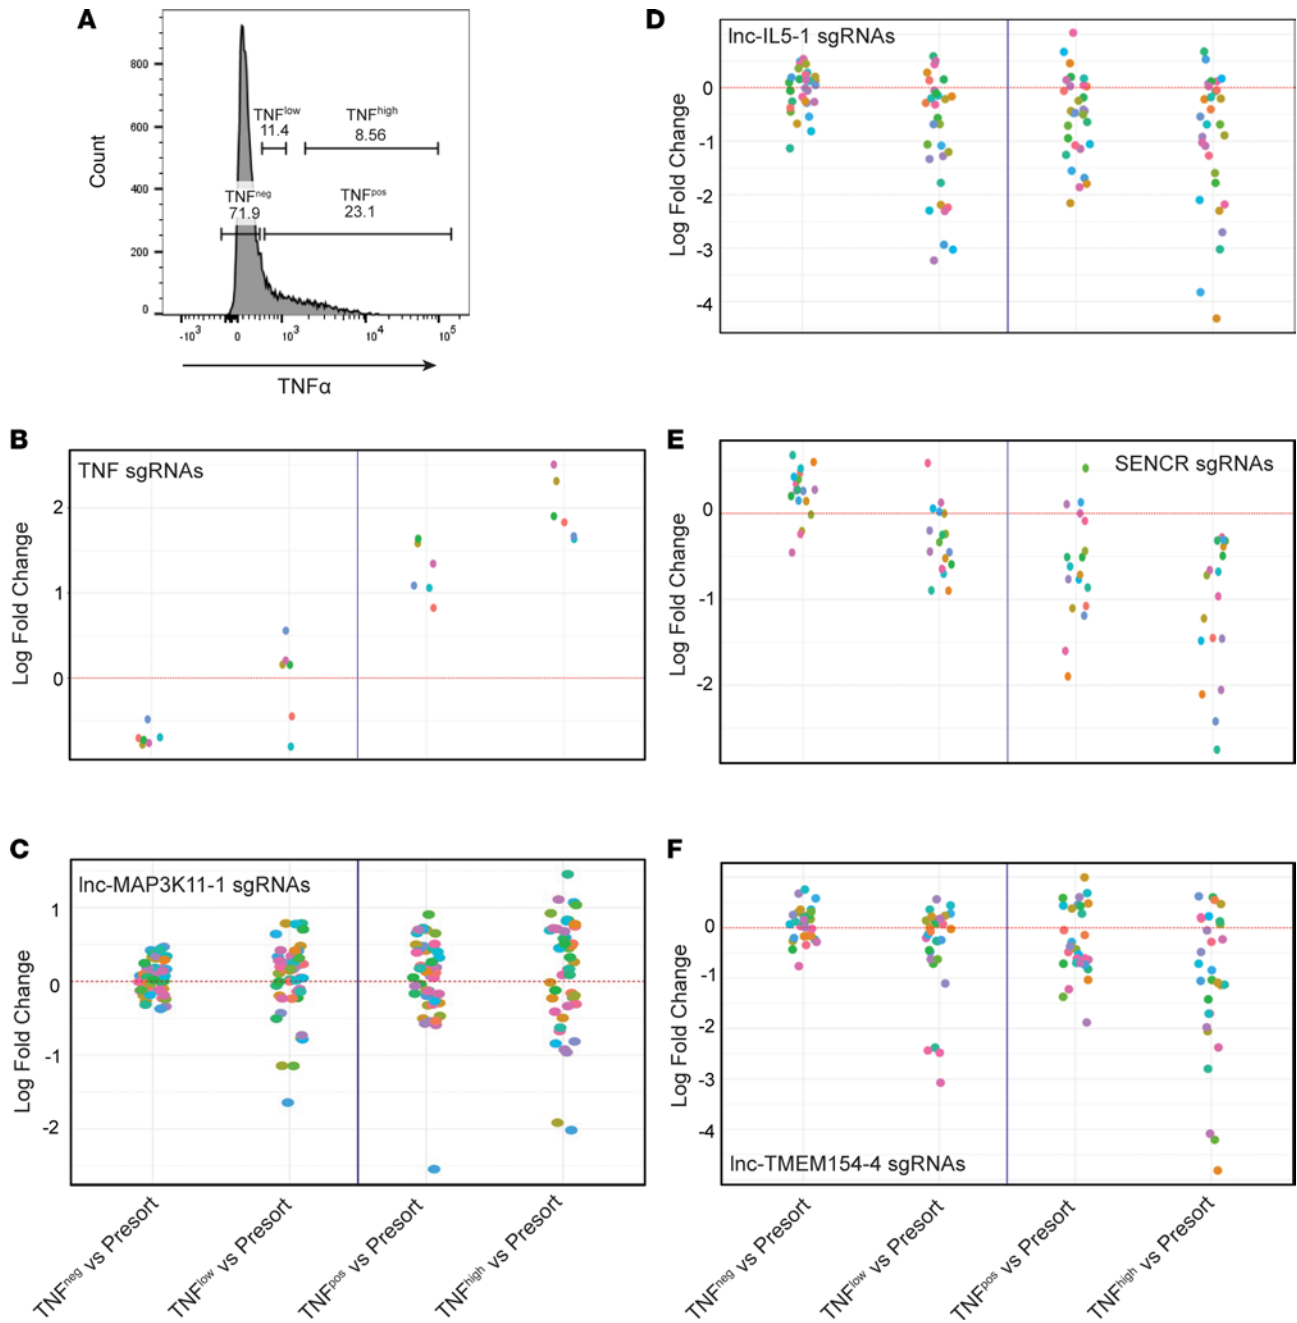 A
Count
800
600
400
200
0
TNFlow
11.4
TNFhigh
8.56
TNFneg
71.9
TNFpos
23.1
-10³
0
10³
10⁴
10⁵
TNFα
B
TNF sgRNAs
Log Fold Change
2
1
0
C
lnc-MAP3K11-1 sgRNAs
Log Fold Change
1
0
-1
-2
TNFneg vs Presort
TNFlow vs Presort
TNFpos vs Presort
TNFhigh vs Presort
D
lnc-IL5-1 sgRNAs
Log Fold Change
0
-1
-2
-3
-4
E
SENCR sgRNAs
Log Fold Change
0
-1
-2
F
lnc-TMEM154-4 sgRNAs
Log Fold Change
0
-1
-2
-3
-4
TNFneg vs Presort
TNFlow vs Presort
TNFpos vs Presort
TNFhigh vs Presort